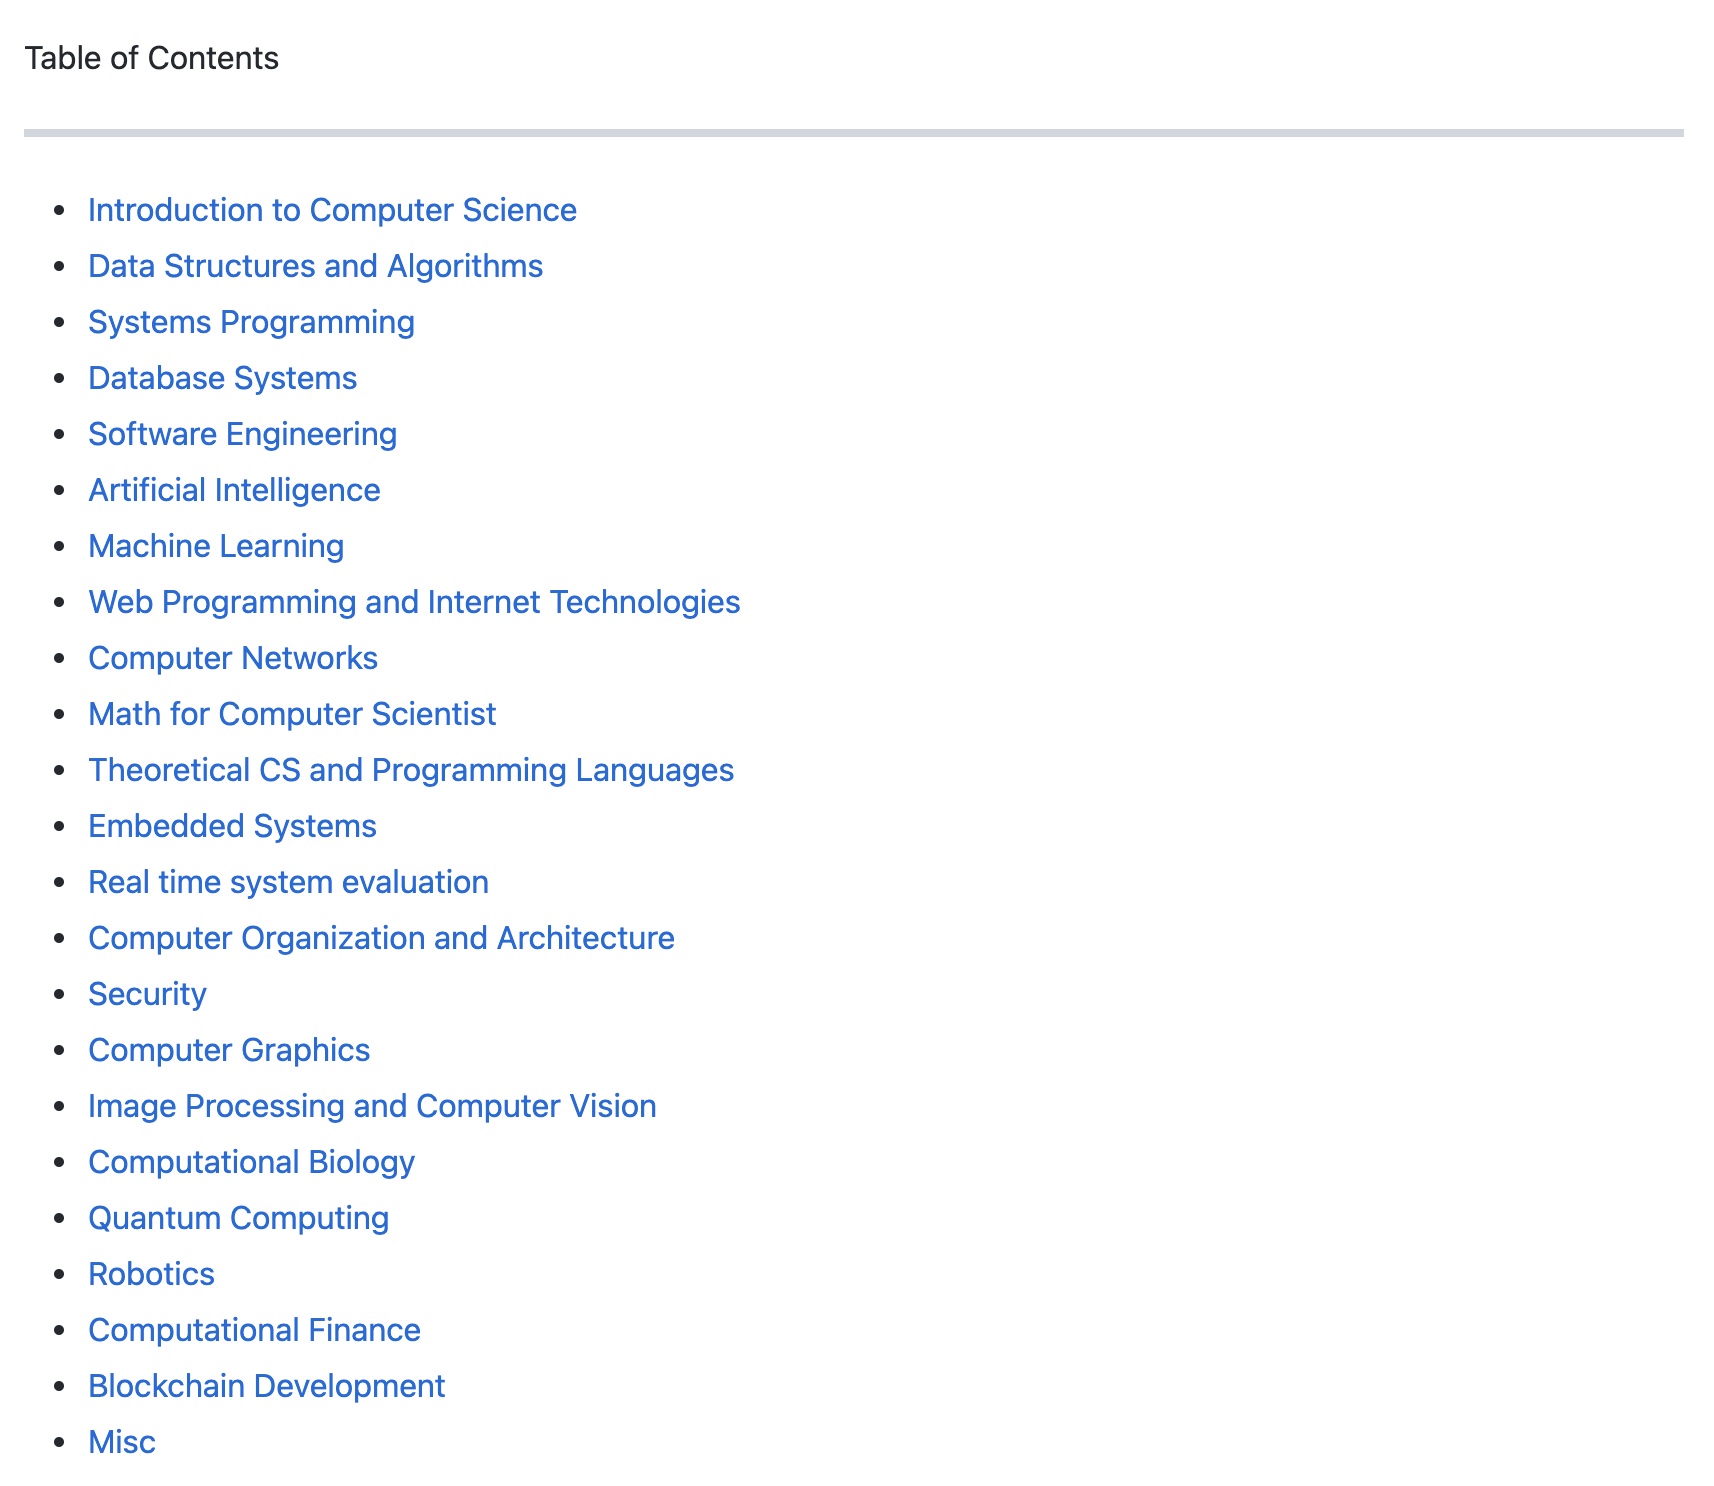 Table of Contents
Introduction to Computer Science
Data Structures and Algorithms
Systems Programming
Database Systems
Software Engineering
Artificial Intelligence
Machine Learning
Web Programming and Internet Technologies
Computer Networks
Math for Computer Scientist
Theoretical CS and Programming Languages
Embedded Systems
Real time system evaluation
Computer Organization and Architecture
Security
Computer Graphics
Image Processing and Computer Vision
Computational Biology
Quantum Computing
Robotics
Computational Finance
Blockchain Development
Misc